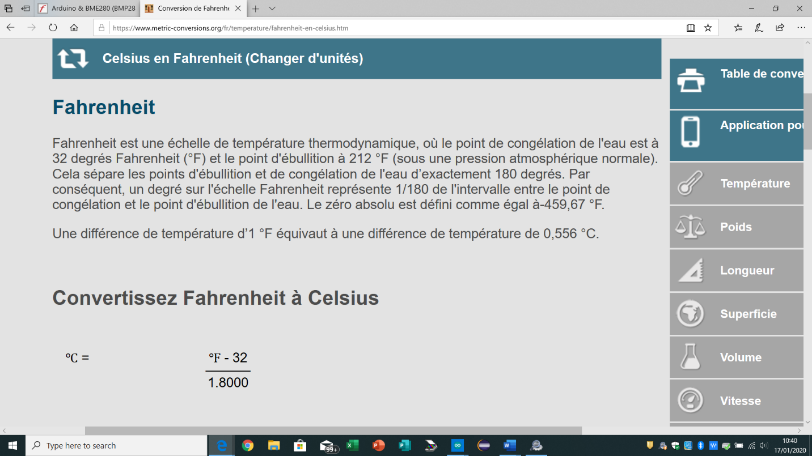 Arduino & BME280 (BMP28
Conversion de Fahrenhe
https://www.metric-conversions.org/fr/temperature/fahrenheit-en-celsius.htm
Celsius en Fahrenheit (Changer d'unités)
Table de conve
Fahrenheit
Application pou
Fahrenheit est une échelle de température thermodynamique, où le point de congélation de l'eau est à
32 degrés Fahrenheit (°F) et le point d'ébullition à 212 °F (sous une pression atmosphérique normale).
Cela sépare les points d'ébullition et de congélation de l'eau d'exactement 180 degrés. Par
conséquent, un degré sur l'échelle Fahrenheit représente 1/180 de l'intervalle entre le point de
congélation et le point d'ébullition de l'eau. Le zéro absolu est défini comme égal à-459,67 °F.
Une différence de température d'1 °F équivaut à une différence de température de 0,556 °C.
Température
Poids
Longueur
Superficie
Volume
Vitesse
Convertissez Fahrenheit à Celsius
°C =
°F - 32
1.8000
Type here to search
99+
10:40
17/01/2020